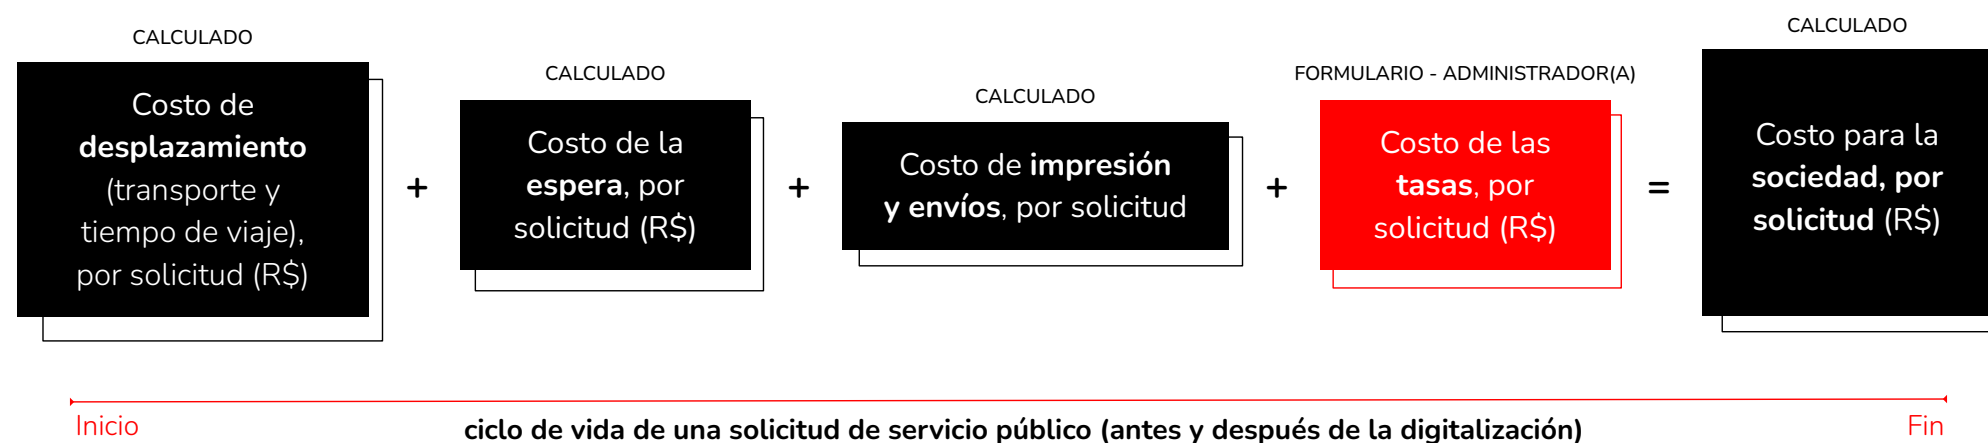 CALCULADO
Costo de
desplazamiento
(transporte y
tiempo de viaje),
por solicitud (R$)
+
CALCULADO
Costo de la
espera, por
solicitud (R$)
+
CALCULADO
Costo de impresión
y envíos, por solicitud
+
FORMULARIO - ADMINISTRADOR(A)
Costo de las
tasas, por
solicitud (R$)
=
CALCULADO
Costo para la
sociedad, por
solicitud (R$)
Inicio
ciclo de vida de una solicitud de servicio público (antes y después de la digitalización)
Fin